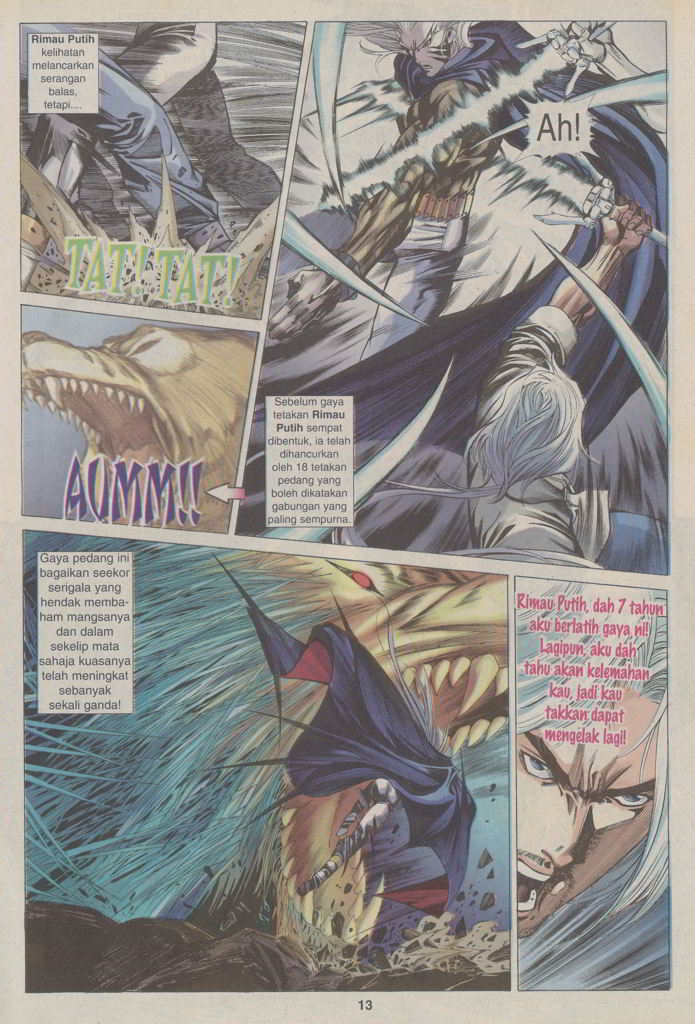 Rimau Putih
kelihatan
melancarkan
serangan
balas,
tetapi....
TAT! TAT!
Ah!
AUMM!!
Sebelum gaya
tetakan Rimau
Putih sempat
dibentuk, ia telah
dihancurkan
oleh 18 tetakan
pedang yang
boleh dikatakan
gabungan yang
paling sempurna.
Gaya pedang ini
bagaikan seekor
serigala yang
hendak memba-
ham mangsanya
dan dalam
sekelip mata
sahaja kuasanya
telah meningkat
sebanyak
sekali ganda!
Rimau Putih, dah 7 tahun
aku berlatih gaya ni!
Lagipun, aku dah
tahu akan kelemahan
kau, jadi kau
takkan dapat
mengelak lagi!
13